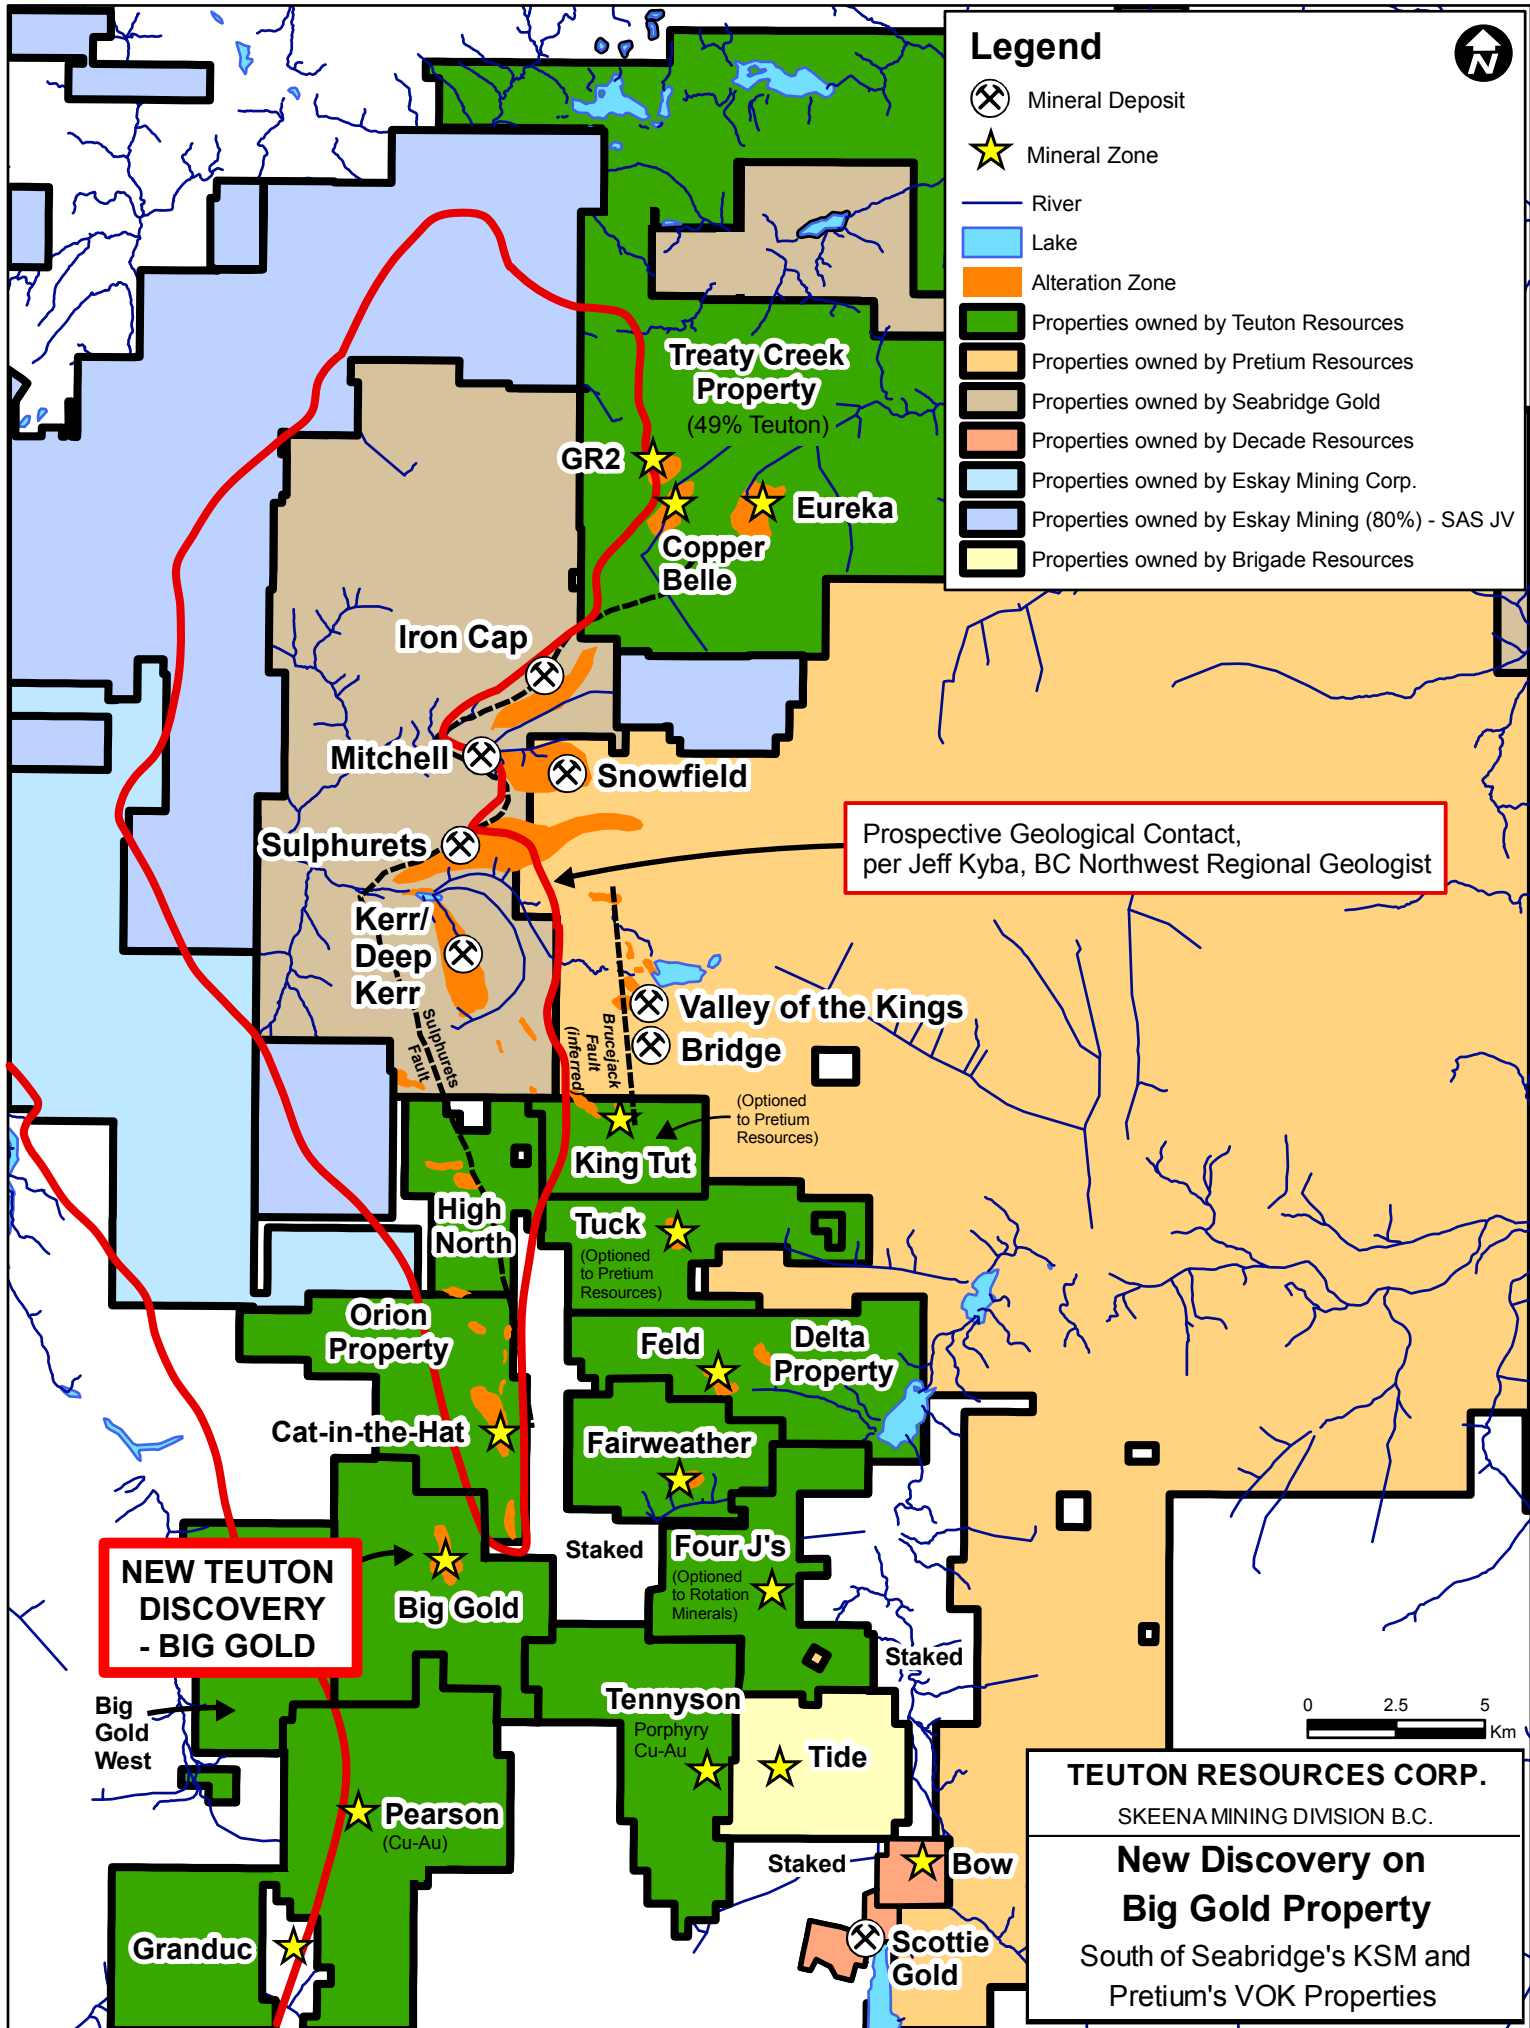 Legend
N
Mineral Deposit
Mineral Zone
River
Lake
Alteration Zone
Properties owned by Teuton Resources
Properties owned by Pretium Resources
Properties owned by Seabridge Gold
Properties owned by Decade Resources
Properties owned by Eskay Mining Corp.
Properties owned by Eskay Mining (80%) - SAS JV
Properties owned by Brigade Resources
Treaty Creek
Property
(49% Teuton)
GR2
Eureka
Copper
Belle
Iron Cap
Mitchell
Snowfield
Sulphurets
Prospective Geological Contact,
per Jeff Kyba, BC Northwest Regional Geologist
Kerr/
Deep
Kerr
Sulphurets
Fault
Brucejack
Fault
(inferred)
Valley of the Kings
Bridge
(Optioned
to Pretium
Resources)
King Tut
High
North
Tuck
(Optioned
to Pretium
Resources)
Orion
Property
Feld
Delta
Property
Cat-in-the-Hat
Fairweather
NEW TEUTON
DISCOVERY
- BIG GOLD
Big Gold
Staked
Four J's
(Optioned
to Rotation
Minerals)
Staked
Big
Gold
West
Tennyson
Porphyry
Cu-Au
Tide
Pearson
(Cu-Au)
Staked
Bow
Granduc
Scottie
Gold
0 2.5 5
Km
TEUTON RESOURCES CORP.
SKEENA MINING DIVISION B.C.
New Discovery on
Big Gold Property
South of Seabridge's KSM and
Pretium's VOK Properties